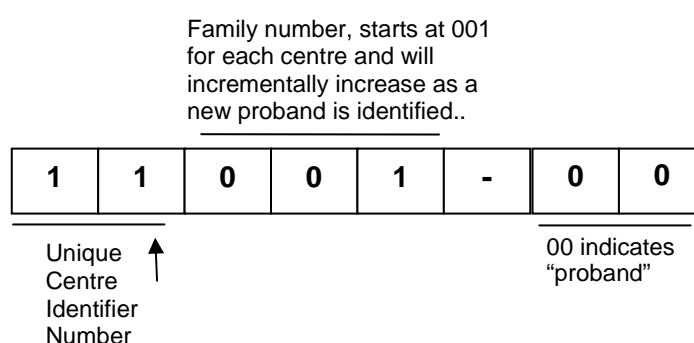 Family number, starts at 001
for each centre and will
incrementally increase as a
new proband is identified..
1 1 0 0 1 - 0 0
Unique
Centre
Identifier
Number
00 indicates
“proband”